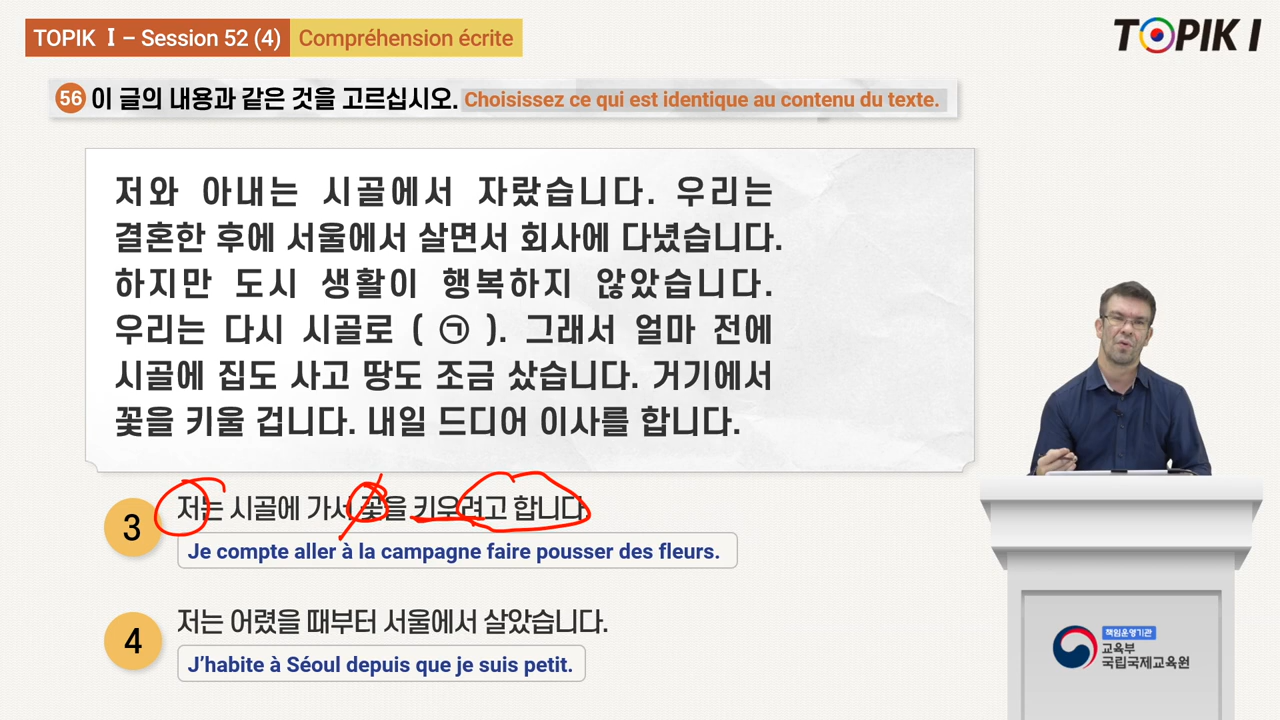 TOPIK Ⅰ – Session 52 (4) Compréhension écrite
TOPIK I
56 이 글의 내용과 같은 것을 고르십시오. Choisissez ce qui est identique au contenu du texte.
저와 아내는 시골에서 자랐습니다. 우리는
결혼한 후에 서울에서 살면서 회사에 다녔습니다.
하지만 도시 생활이 행복하지 않았습니다.
우리는 다시 시골로 ( ㉠ ). 그래서 얼마 전에
시골에 집도 사고 땅도 조금 샀습니다. 거기에서
꽃을 키울 겁니다. 내일 드디어 이사를 합니다.
3 저는 시골에 가서 꽃을 키우려고 합니다.
Je compte aller à la campagne faire pousser des fleurs.
4 저는 어렸을 때부터 서울에서 살았습니다.
J’habite à Séoul depuis que je suis petit.
책임운영기관
교육부
국립국제교육원